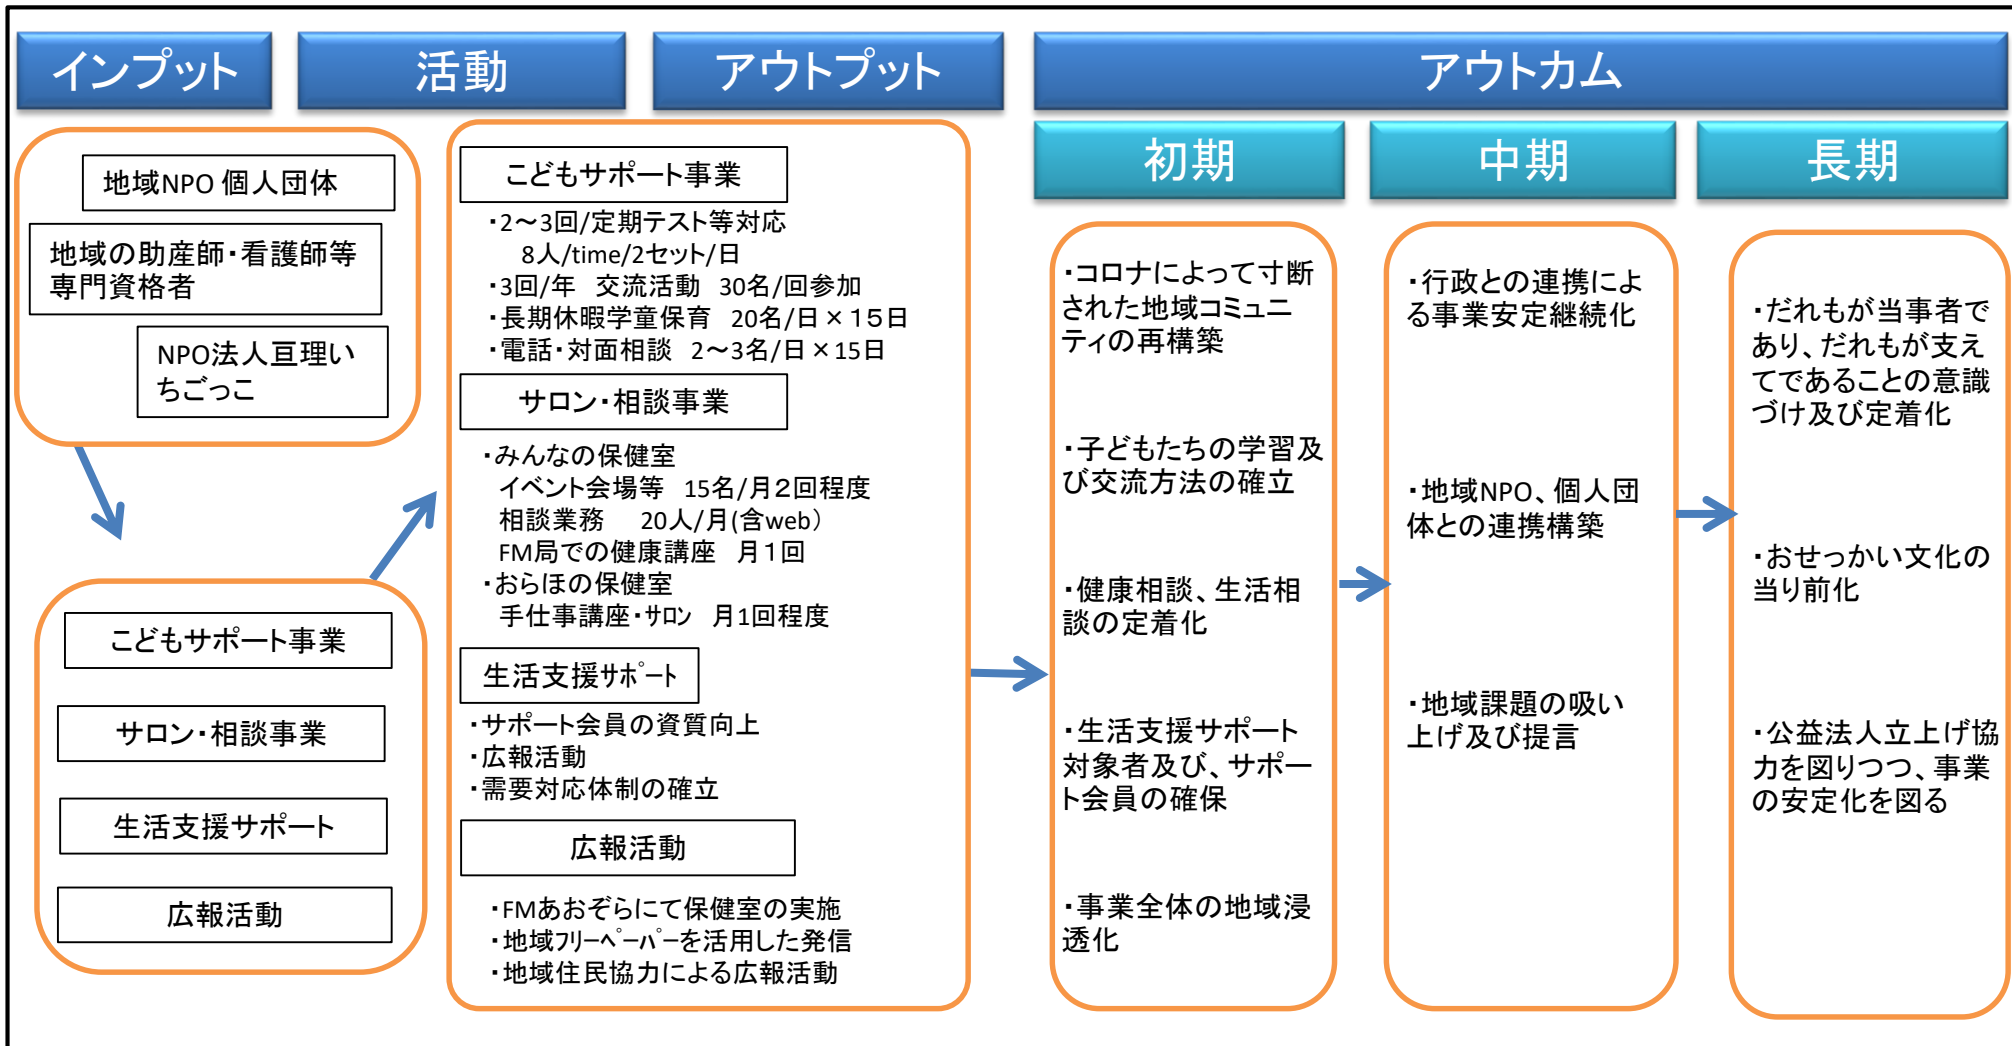 インプット
活動
アウトプット
アウトカム
初期
中期
長期
地域NPO 個人団体
地域の助産師・看護師等
専門資格者
NPO法人亘理い
ちごっこ
こどもサポート事業
サロン・相談事業
生活支援サポート
広報活動
こどもサポート事業
・2～3回/定期テスト等対応
8人/time/2セット/日
・3回/年　交流活動　30名/回参加
・長期休暇学童保育　20名/日×１５日
・電話・対面相談　2～3名/日×15日
サロン・相談事業
・みんなの保健室
イベント会場等　15名/月２回程度
相談業務　　20人/月(含web）
FM局での健康講座　月１回
・おらほの保健室
手仕事講座・サロン　月1回程度
生活支援ｻﾎﾟｰﾄ
・サポート会員の資質向上
・広報活動
・需要対応体制の確立
広報活動
・FMあおぞらにて保健室の実施
・地域ﾌﾘｰﾍﾟｰﾊﾟｰを活用した発信
・地域住民協力による広報活動
・コロナによって寸断
された地域コミュニ
ティの再構築
・子どもたちの学習及
び交流方法の確立
・健康相談、生活相
談の定着化
・生活支援サポート
対象者及び、サポー
ト会員の確保
・事業全体の地域浸
透化
・行政との連携によ
る事業安定継続化
・地域NPO、個人団
体との連携構築
・地域課題の吸い
上げ及び提言
・だれもが当事者で
あり、だれもが支え
てであることの意識
づけ及び定着化
・おせっかい文化の
当り前化
・公益法人立上げ協
力を図りつつ、事業
の安定化を図る